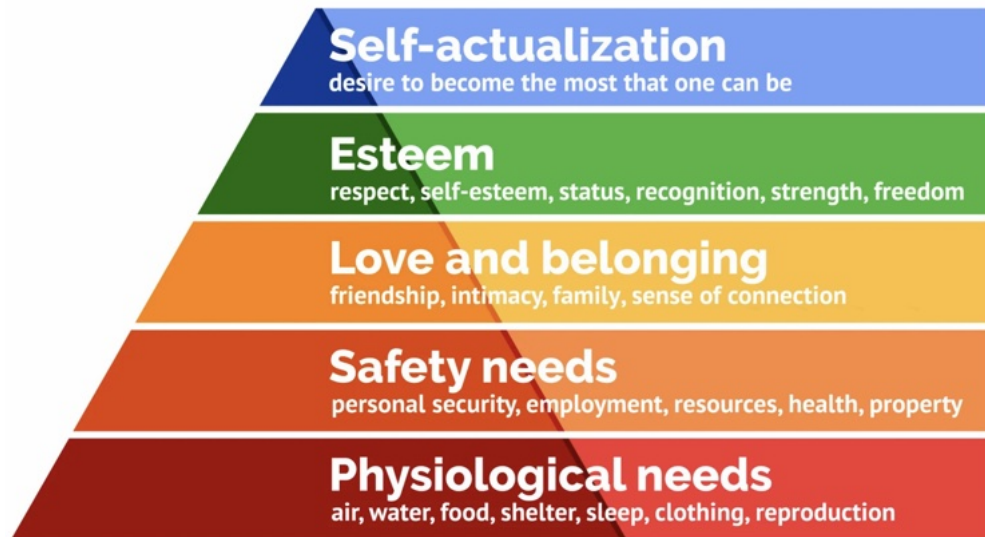 Self-actualization
desire to become the most that one can be
Esteem
respect, self-esteem, status, recognition, strength, freedom
Love and belonging
friendship, intimacy, family, sense of connection
Safety needs
personal security, employment, resources, health, property
Physiological needs
air, water, food, shelter, sleep, clothing, reproduction